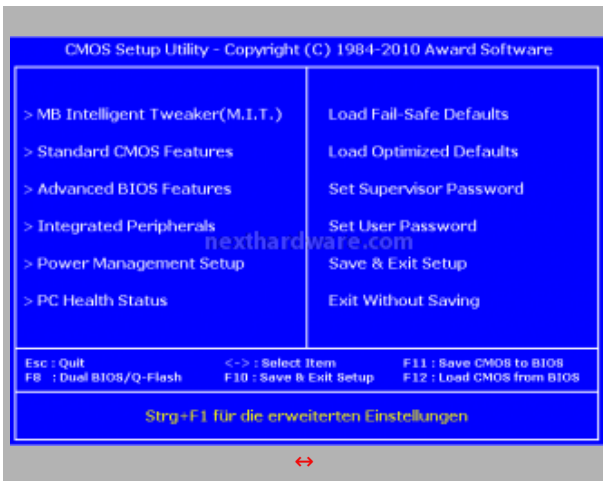 CMOS Setup Utility - Copyright (C) 1984-2010 Award Software
> MB Intelligent Tweaker(M.I.T.)
> Standard CMOS Features
> Advanced BIOS Features
> Integrated Peripherals
> Power Management Setup
> PC Health Status
Load Fail-Safe Defaults
Load Optimized Defaults
Set Supervisor Password
Set User Password
Save & Exit Setup
Exit Without Saving
nexthardware.com
Esc : Quit <-> : Select Item F11 : Save CMOS to BIOS
F8 : Dual BIOS/Q-Flash F10 : Save & Exit Setup F12 : Load CMOS from BIOS
Strg+F1 für die erweiterten Einstellungen